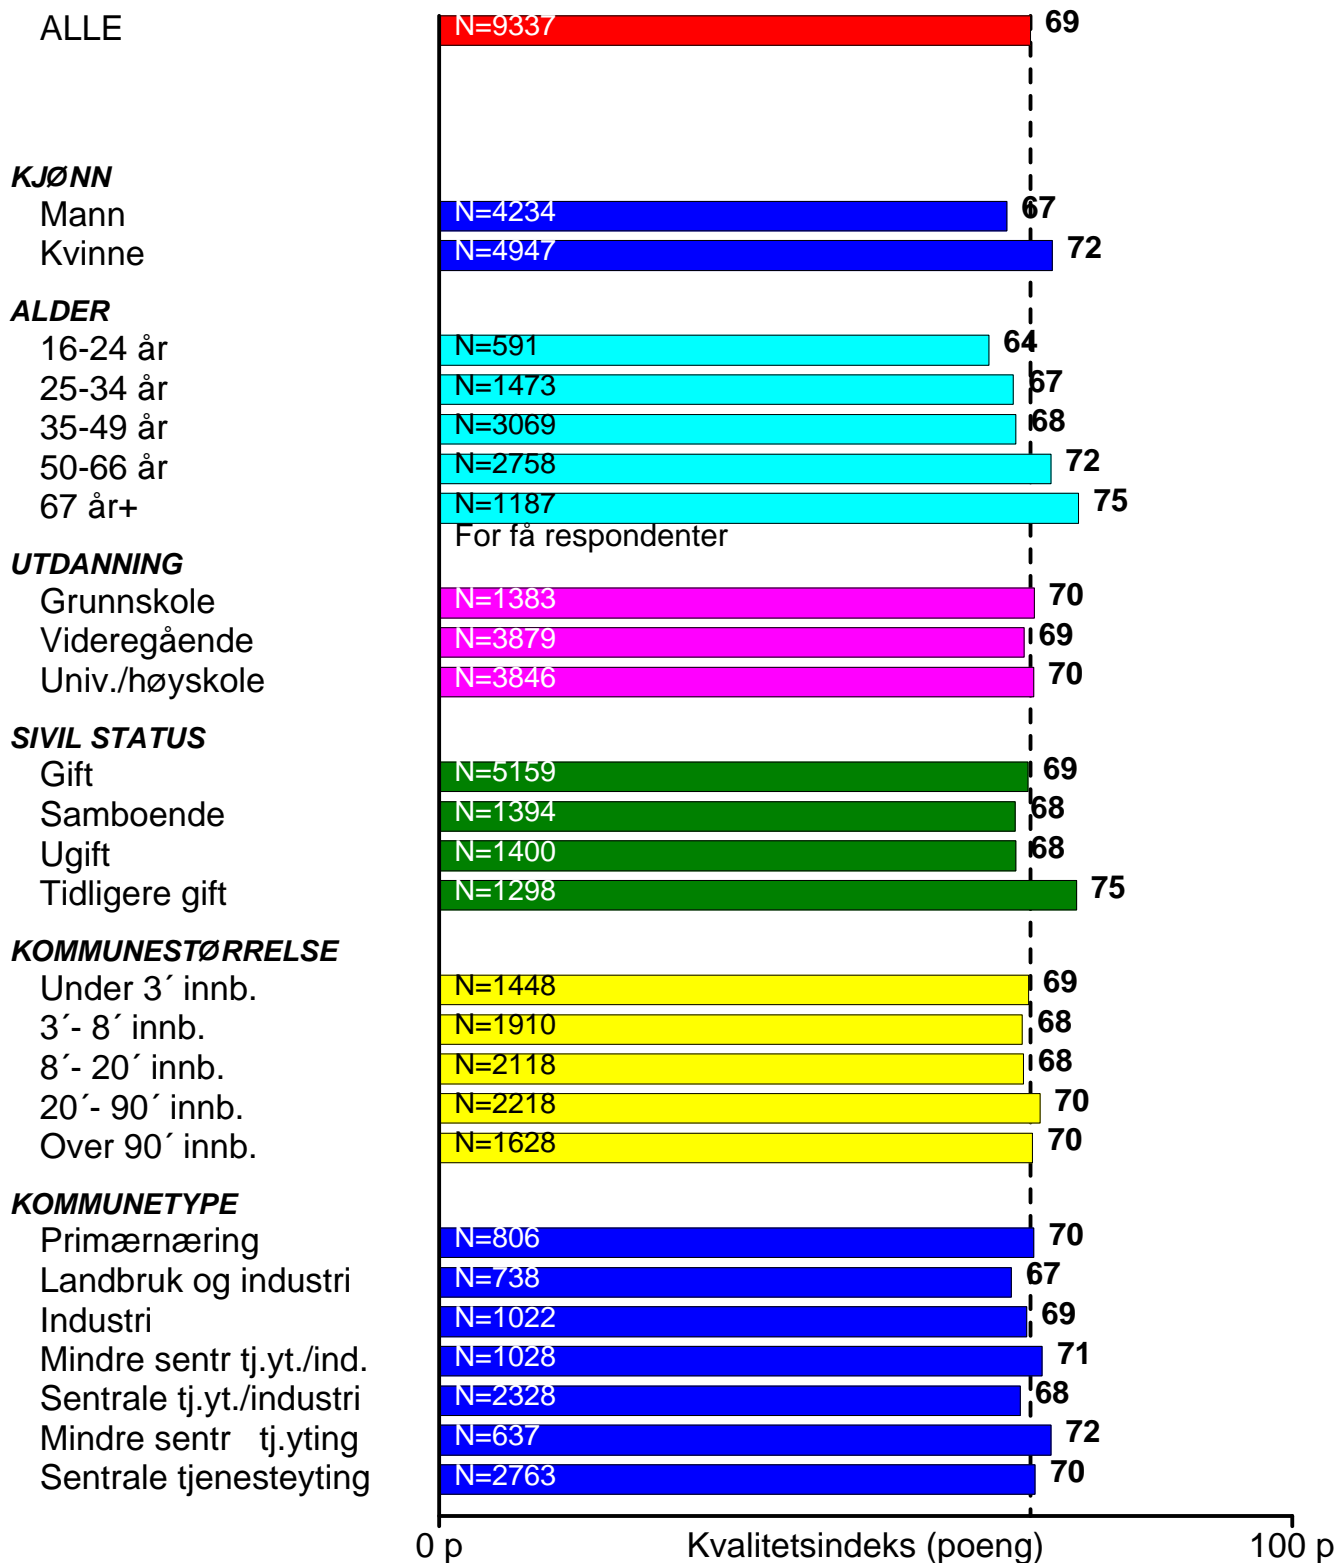 ALLE N=9337 69
KJØNN
Mann N=4234 67
Kvinne N=4947 72
ALDER
16-24 år N=591 64
25-34 år N=1473 67
35-49 år N=3069 68
50-66 år N=2758 72
67 år+ N=1187 75
For få respondenter
UTDANNING
Grunnskole N=1383 70
Videregående N=3879 69
Univ./høyskole N=3846 70
SIVIL STATUS
Gift N=5159 69
Samboende N=1394 68
Ugift N=1400 68
Tidligere gift N=1298 75
KOMMUNESTØRRELSE
Under 3´ innb. N=1448 69
3´- 8´ innb. N=1910 68
8´- 20´ innb. N=2118 68
20´- 90´ innb. N=2218 70
Over 90´ innb. N=1628 70
KOMMUNETYPE
Primærnæring N=806 70
Landbruk og industri N=738 67
Industri N=1022 69
Mindre sentr tj.yt./ind. N=1028 71
Sentrale tj.yt./industri N=2328 68
Mindre sentr tj.yting N=637 72
Sentrale tjenesteyting N=2763 70
0 p Kvalitetsindeks (poeng) 100 p